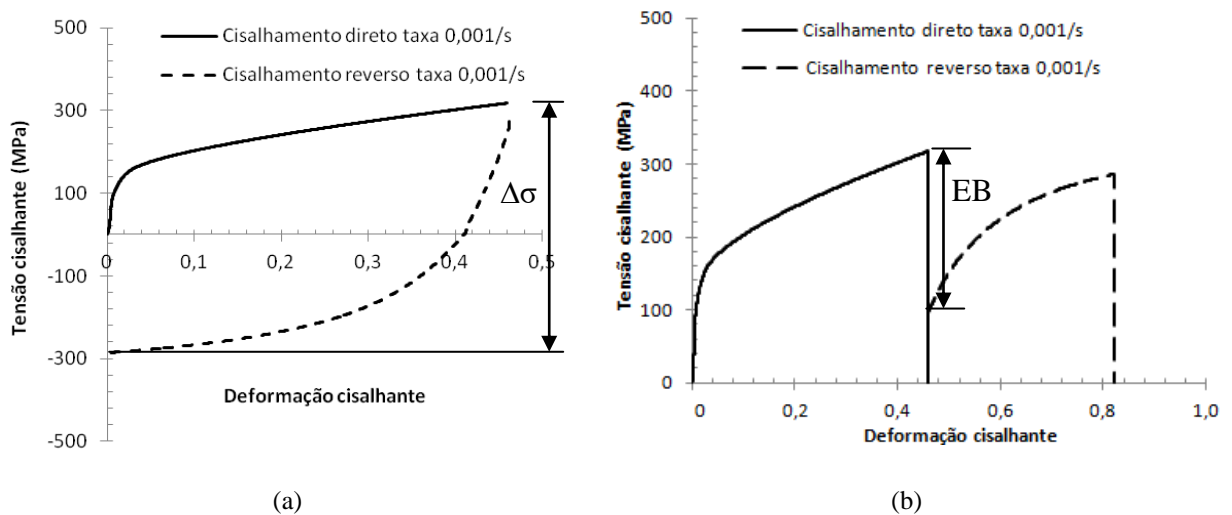 500
Cisalhamento direto taxa 0,001/s
Cisalhamento reverso taxa 0,001/s
300
100
-100
-300
-500
0
0,1
0,2
0,3
0,4
0,5
Δσ
Tensão cisalhante (MPa)
Deformação cisalhante
(a)
500
Cisalhamento direto taxa 0,001/s
Cisalhamento reverso taxa 0,001/s
400
300
200
100
0
EB
Tensão cisalhante (MPa)
0
0,2
0,4
0,6
0,8
1,0
Deformação cisalhante
(b)